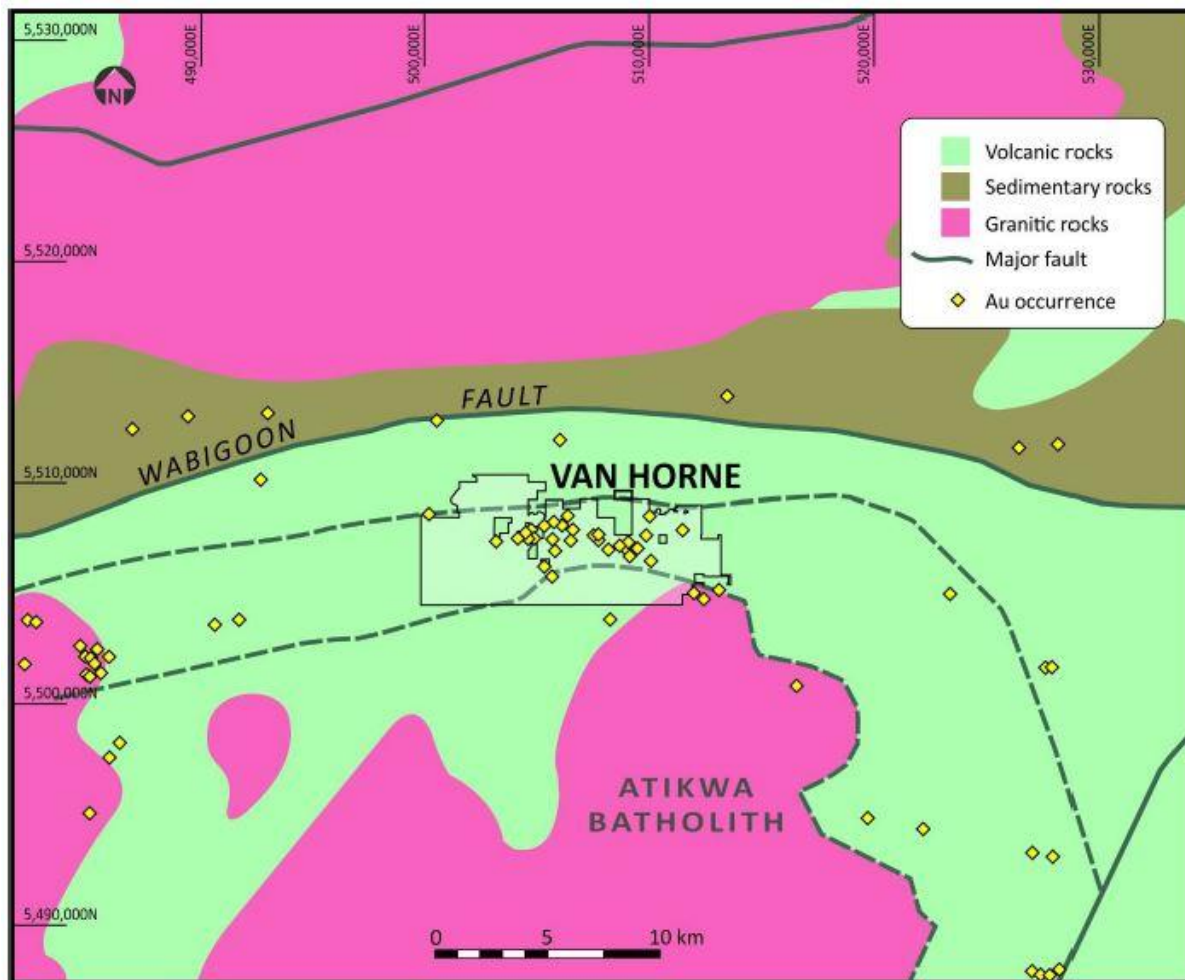 5,530,000N
490,000E
500,000E
510,000E
520,000E
530,000E
N
Volcanic rocks
Sedimentary rocks
Granitic rocks
Major fault
Au occurrence
5,520,000N
WABIGOON FAULT
5,510,000N
VAN HORNE
5,500,000N
ATIKWA
BATHOLITH
5,490,000N
0 5 10 km